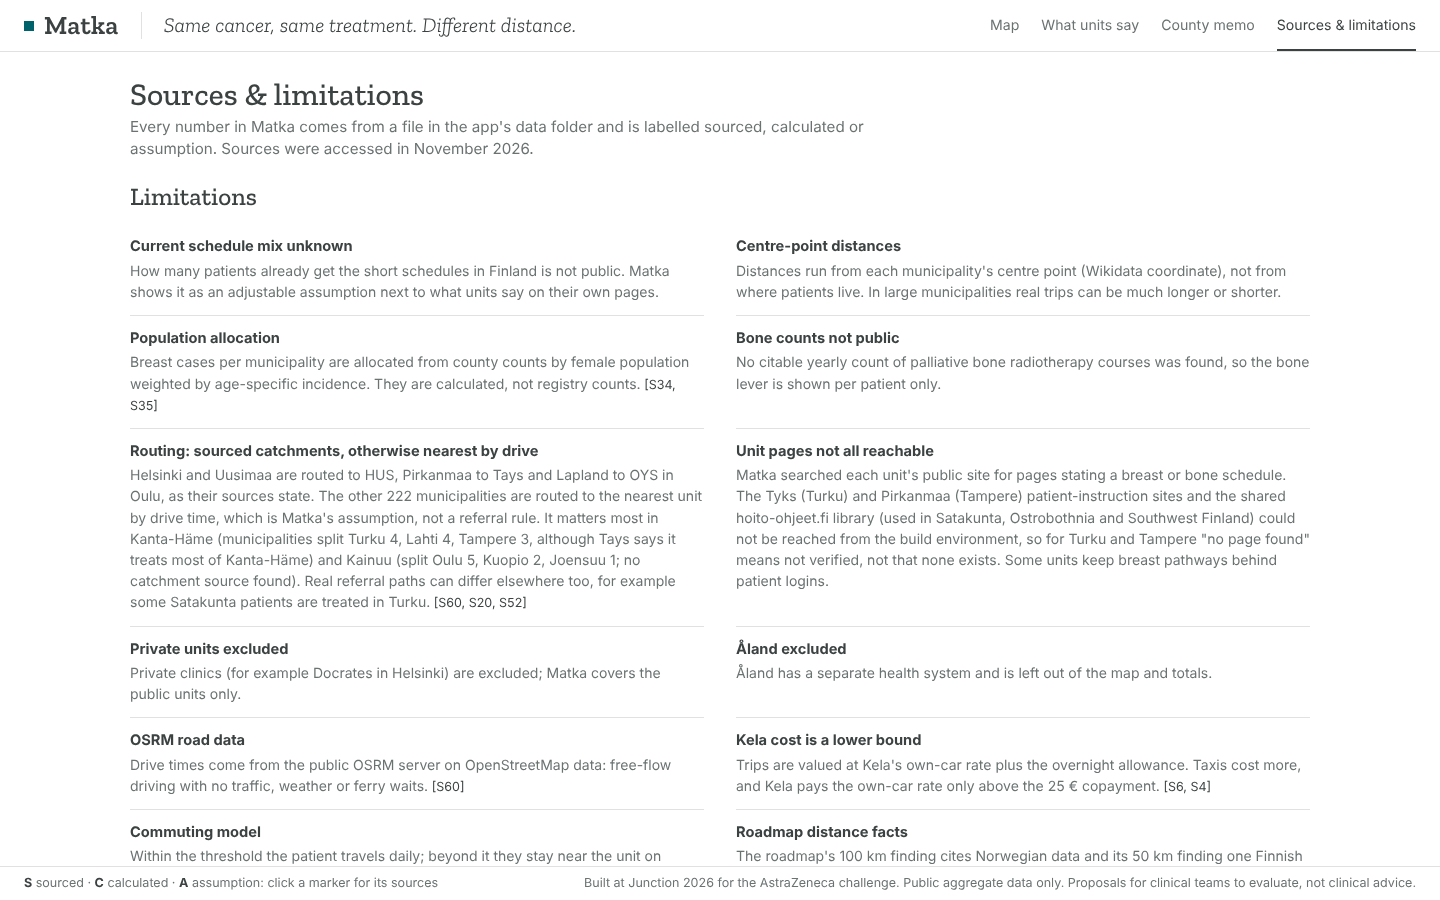 Matka
Same cancer, same treatment. Different distance.
Map
What units say
County memo
Sources & limitations
Sources & limitations
Every number in Matka comes from a file in the app's data folder and is labelled sourced, calculated or
assumption. Sources were accessed in November 2026.
Limitations
Current schedule mix unknown
How many patients already get the short schedules in Finland is not public. Matka
shows it as an adjustable assumption next to what units say on their own pages.
Centre-point distances
Distances run from each municipality's centre point (Wikidata coordinate), not from
where patients live. In large municipalities real trips can be much longer or shorter.
Population allocation
Breast cases per municipality are allocated from county counts by female population
weighted by age-specific incidence. They are calculated, not registry counts. [S34,
S35]
Bone counts not public
No citable yearly count of palliative bone radiotherapy courses was found, so the bone
lever is shown per patient only.
Routing: sourced catchments, otherwise nearest by drive
Helsinki and Uusimaa are routed to HUS, Pirkanmaa to Tays and Lapland to OYS in
Oulu, as their sources state. The other 222 municipalities are routed to the nearest unit
by drive time, which is Matka's assumption, not a referral rule. It matters most in
Kanta-Häme (municipalities split Turku 4, Lahti 4, Tampere 3, although Tays says it
treats most of Kanta-Häme) and Kainuu (split Oulu 5, Kuopio 2, Joensuu 1; no
catchment source found). Real referral paths can differ elsewhere too, for example
some Satakunta patients are treated in Turku. [S60, S20, S52]
Unit pages not all reachable
Matka searched each unit's public site for pages stating a breast or bone schedule.
The Tyks (Turku) and Pirkanmaa (Tampere) patient-instruction sites and the shared
hoito-ohjeet.fi library (used in Satakunta, Ostrobothnia and Southwest Finland) could
not be reached from the build environment, so for Turku and Tampere "no page found"
means not verified, not that none exists. Some units keep breast pathways behind
patient logins.
Private units excluded
Private clinics (for example Docrates in Helsinki) are excluded; Matka covers the
public units only.
Åland excluded
Åland has a separate health system and is left out of the map and totals.
OSRM road data
Drive times come from the public OSRM server on OpenStreetMap data: free-flow
driving with no traffic, weather or ferry waits. [S60]
Kela cost is a lower bound
Trips are valued at Kela's own-car rate plus the overnight allowance. Taxis cost more,
and Kela pays the own-car rate only above the 25 € copayment. [S6, S4]
Commuting model
Within the threshold the patient travels daily; beyond it they stay near the unit on
Roadmap distance facts
The roadmap's 100 km finding cites Norwegian data and its 50 km finding one Finnish
S sourced · C calculated · A assumption: click a marker for its sources
Built at Junction 2026 for the AstraZeneca challenge. Public aggregate data only. Proposals for clinical teams to evaluate, not clinical advice.